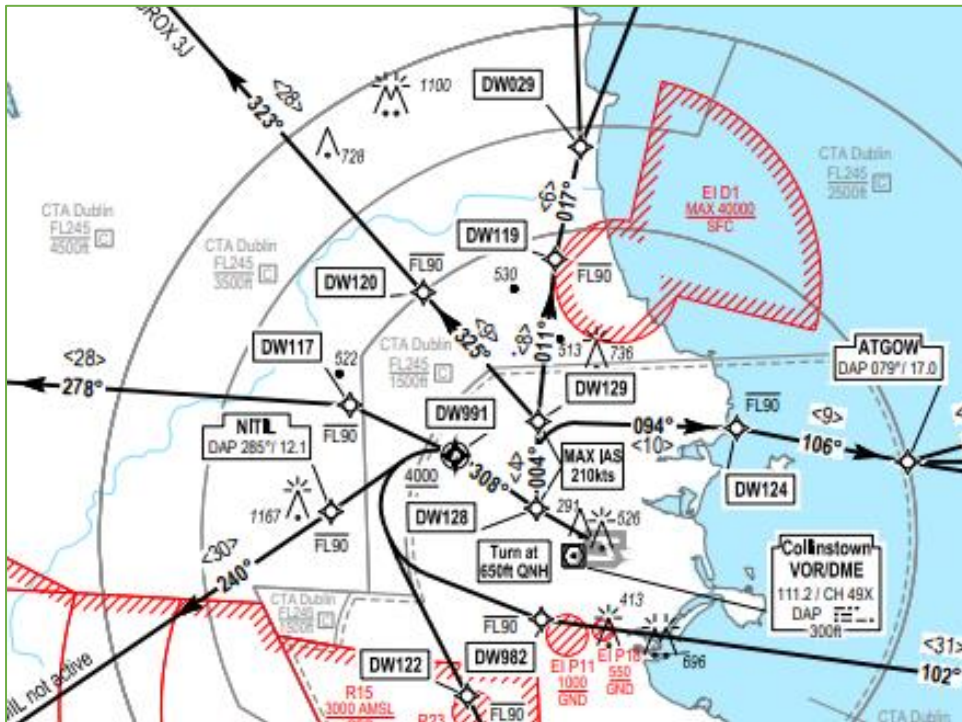 OROX 3J
<28>
323°
1100
728
DW029
CTA Dublin
FL245
2500ft
C
EI D1
MAX 40000
SFC
<6>
017°
CTA Dublin
FL245
4500ft
C
CTA Dublin
FL245
3500ft
C
DW119
FL90
FL90
530
DW120
<9>
325°
<8>
011°
513
736
DW117
<28>
278°
522
CTA Dublin
FL245
1500ft
C
ATGOW
DAP 079°/ 17.0
DW129
FL90
NITIL
DAP 285°/ 12.1
FL90
DW991
094°
<10>
<9>
106°
MAX IAS
210kts
4000
308°
<4>
004°
DW124
1167
FL90
DW128
291
526
Turn at
650ft QNH
Collinstown
VOR/DME
111.2 / CH 49X
DAP
300ft
<30>
240°
CTA Dublin
FL245
1500ft
C
413
FL90
EI P11
1000
GND
EI P18
550
GND
696
<31>
102°
DW122
DW982
FL90
R15
3000 AMSL
R23
NIL not active
CTA Dublin